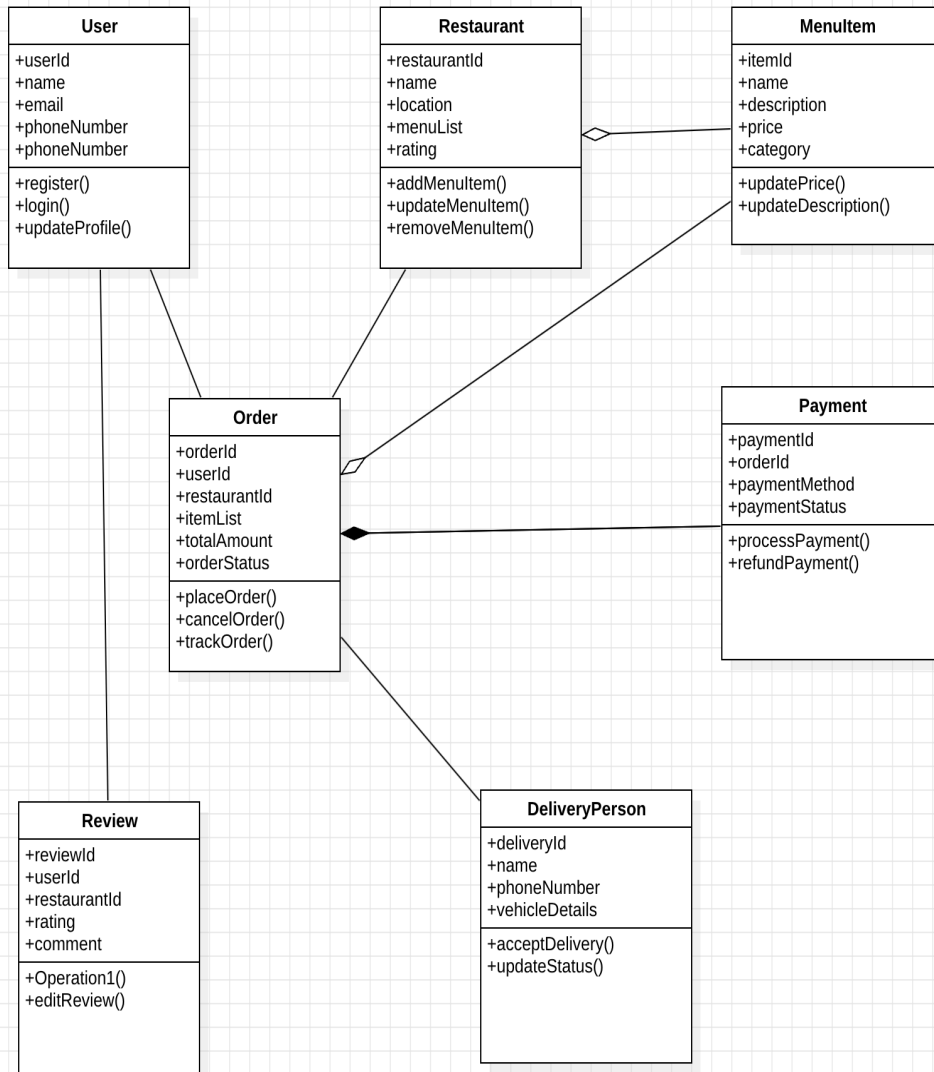 User
+userId
+name
+email
+phoneNumber
+phoneNumber
+register()
+login()
+updateProfile()
Restaurant
+restaurantId
+name
+location
+menuList
+rating
+addMenuItem()
+updateMenuItem()
+removeMenuItem()
MenuItem
+itemId
+name
+description
+price
+category
+updatePrice()
+updateDescription()
Order
+orderId
+userId
+restaurantId
+itemList
+totalAmount
+orderStatus
+placeOrder()
+cancelOrder()
+trackOrder()
Payment
+paymentId
+orderId
+paymentMethod
+paymentStatus
+processPayment()
+refundPayment()
Review
+reviewId
+userId
+restaurantId
+rating
+comment
+Operation1()
+editReview()
DeliveryPerson
+deliveryId
+name
+phoneNumber
+vehicleDetails
+acceptDelivery()
+updateStatus()